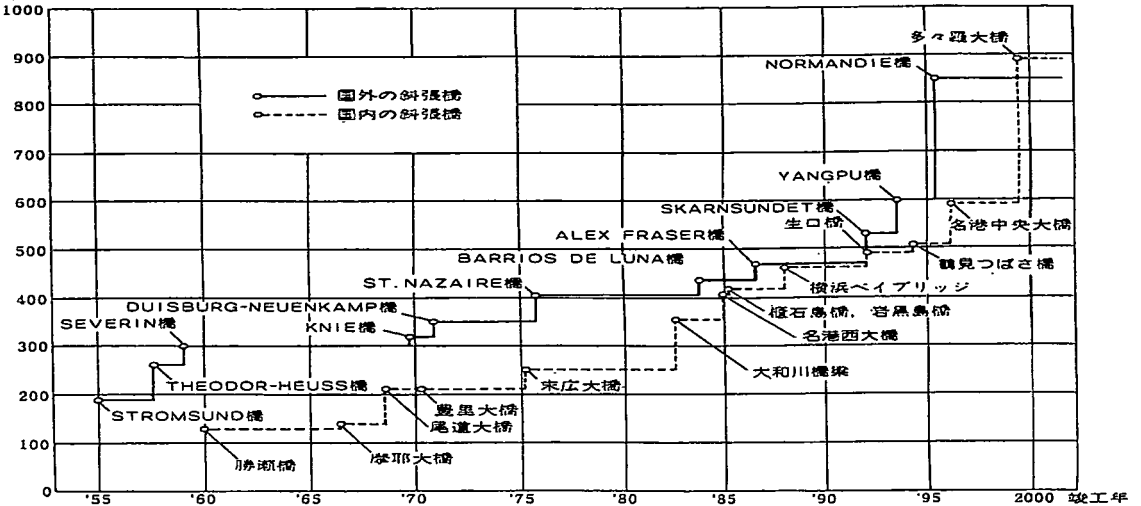 1000
多々羅大橋
900
NORMANDIE橋
国外の斜張橋
800
国内の斜張橋
700
YANGPU橋
600
SKARNSUNDET橋
名港中央大橋
生口橋
ALEX FRASER橋
500
BARRIOS DE LUNA橋
鶴見つばさ橋
ST. NAZAIRE橋
横浜ベイブリッジ
400
DUISBURG-NEUENKAMP橋
櫃石島橋, 岩黒島橋
SEVERIN橋
KNIE橋
名港西大橋
300
大和川橋梁
THEODOR-HEUSS橋
末広大橋
200
STROMSUND橋
豊里大橋
尾道大橋
100
勝瀬橋
摩耶大橋
0
'55 '60 '65 '70 '75 '80 '85 '90 '95 2000 竣工年